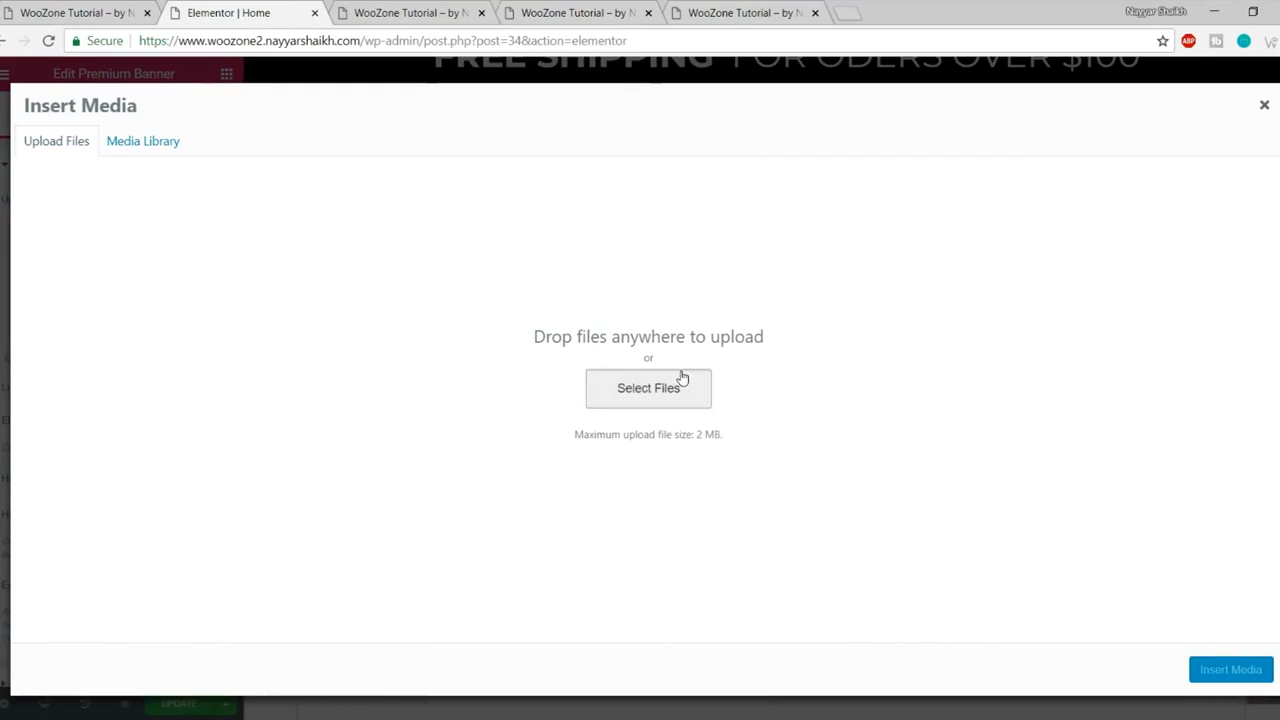 WooZone Tutorial – by N
Elementor | Home
WooZone Tutorial – by N
WooZone Tutorial – by N
WooZone Tutorial – by N
Nayyar Shaikh
Secure
https://www.woozone2.nayyarshaikh.com/wp-admin/post.php?post=34&action=elementor
ABP
Edit Premium Banner
FREE SHIPPING FOR ODERS OVER $100
Insert Media
Upload Files
Media Library
Drop files anywhere to upload
or
Select Files
Maximum upload file size: 2 MB.
Insert Media
UPDATE